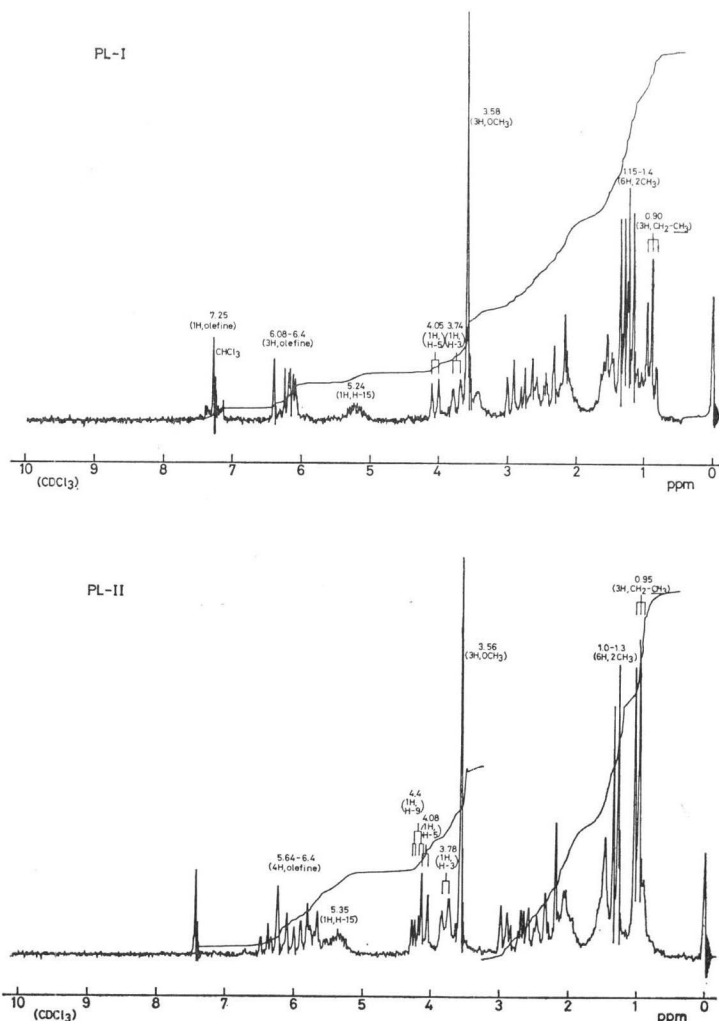 PL-I
3.58
(3H,OCH3)
1.15-1.4
(6H,2CH3)
0.90
(3H,CH2-CH3)
7.25
(1H,olefine)
CHCl3
6.08-6.4
(3H,olefine)
5.24
(1H,H-15)
4.05
(1H,
H-5)
3.74
(1H,
H-3)
10 9 8 7 6 5 4 3 2 1 0
(CDCl3)
ppm
PL-II
0.95
(3H,CH2-CH3)
3.56
(3H,OCH3)
1.0-1.3
(6H,2CH3)
4.4
(1H,
H-9)
4.08
(1H,
H-5)
3.78
(1H,
H-3)
5.64-6.4
(4H,olefine)
5.35
(1H,H-15)
10 9 8 7 6 5 4 3 2 1 0
(CDCl3)
ppm